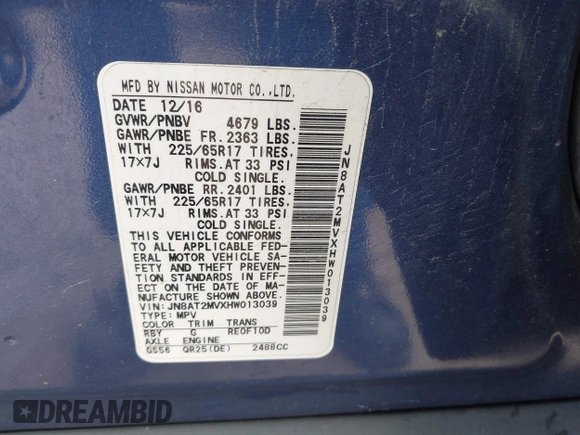 MFD BY NISSAN MOTOR CO.,LTD.
DATE 12/16
GVWR/PNBV 4679 LBS.
GAWR/PNBE FR. 2363 LBS.
WITH 225/65R17 TIRES,
17×7J RIMS.AT 33 PSI
COLD SINGLE.
GAWR/PNBE RR. 2401 LBS.
WITH 225/65R17 TIRES,
17×7J RIMS.AT 33 PSI
COLD SINGLE.
THIS VEHICLE CONFORMS
TO ALL APPLICABLE FED-
ERAL MOTOR VEHICLE SA-
FETY AND THEFT PREVEN-
TION STANDARDS IN EFF-
ECT ON THE DATE OF MA-
NUFACTURE SHOWN ABOVE
VIN:JN8AT2MVXHW013039
TYPE:MPV
COLOR TRIM TRANS
RBY G RE0F10D
AXLE ENGINE
GS56 QR25(DE) 2488CC
JN8AT2MVXHW013039
DREAMBID